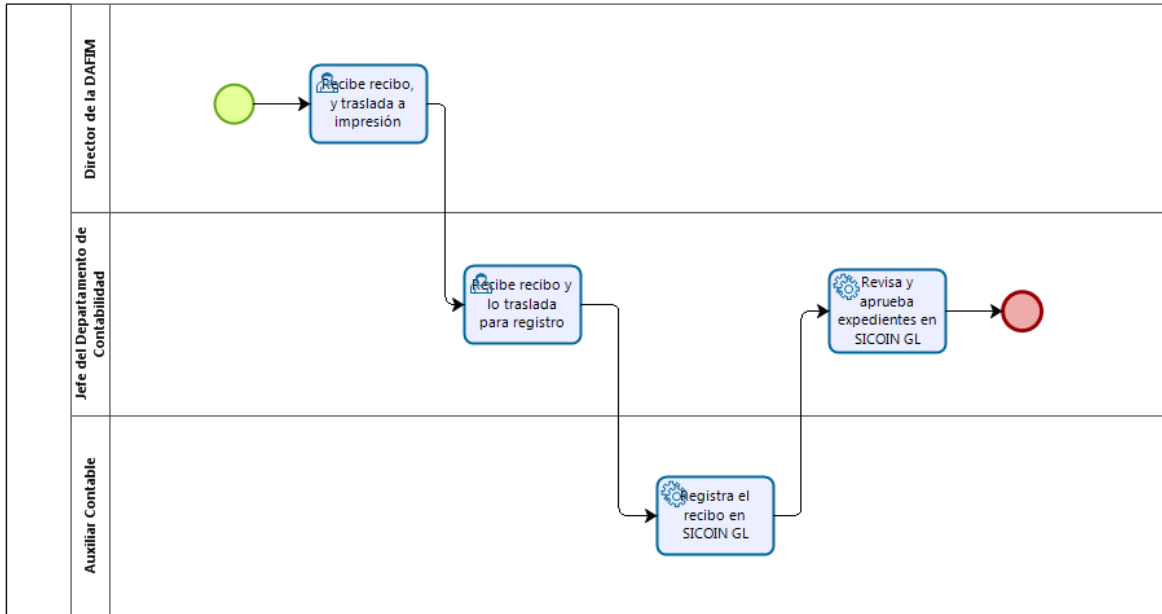 Director de la DAFIM
Recibe recibo,
y traslada a
impresión
Jefe del Departamento de
Contabilidad
Recibe recibo y
lo traslada
para registro
Revisa y
aprueba
expedientes en
SICOIN GL
Auxiliar Contable
Registra el
recibo en
SICOIN GL